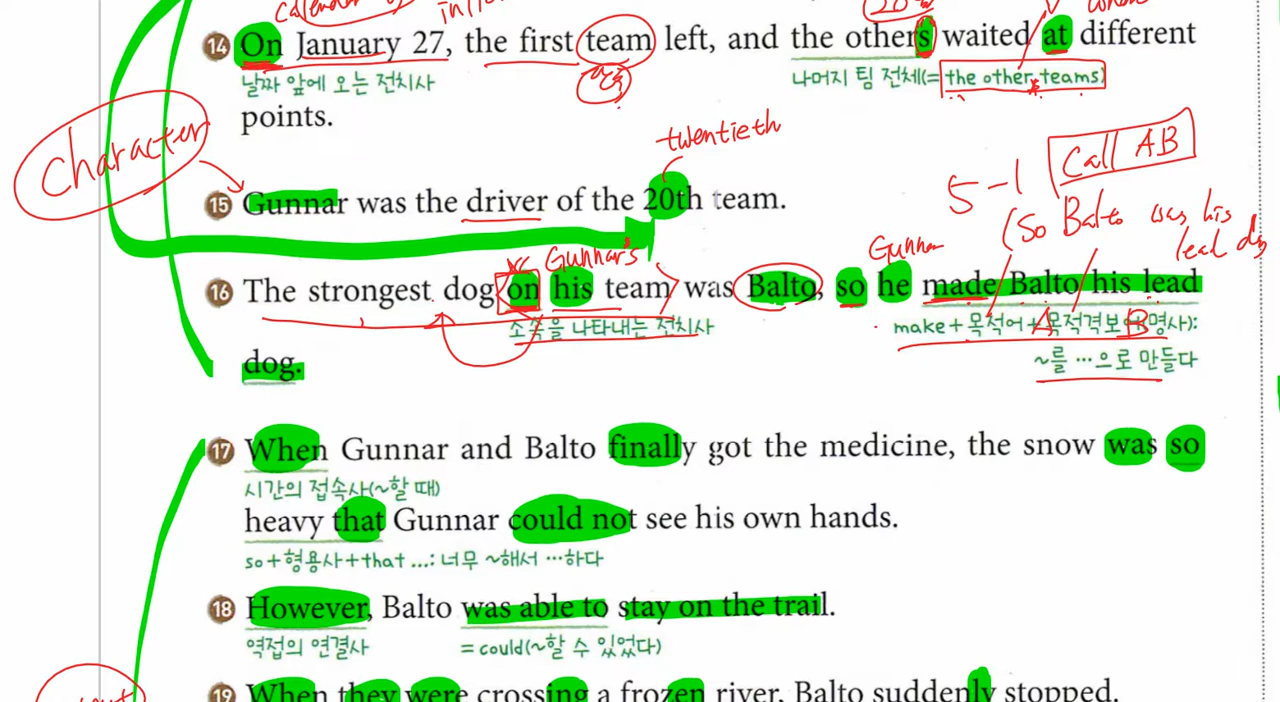 ⑭ On January 27, the first team left, and the others waited at different
날짜 앞에 오는 전치사
나머지 팀 전체(= the other teams)
points.
character
twentieth
5-1 Call AB
⑮ Gunnar was the driver of the 20th team.
(So Balto was his
lead dog
Gunnar's
Gunnar
⑯ The strongest dog on his team was Balto, so he made Balto his lead
소속을 나타내는 전치사
make+목적어+목적격보어(명사):
A
B
~를 …으로 만들다
dog.
⑰ When Gunnar and Balto finally got the medicine, the snow was so
시간의 접속사(~할 때)
heavy that Gunnar could not see his own hands.
so+형용사+that …: 너무 ~해서 …하다
⑱ However, Balto was able to stay on the trail.
역접의 연결사
= could(~할 수 있었다)
⑲ When they were crossing a frozen river, Balto suddenly stopped.